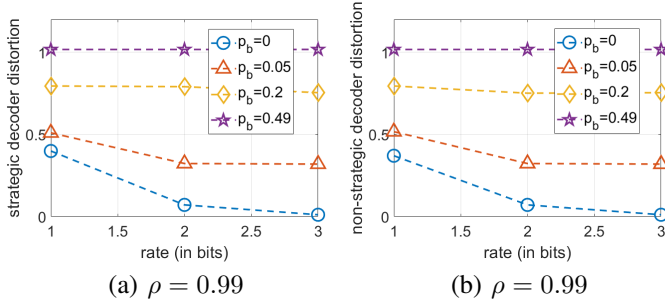 strategic decoder distortion
1
0.5
0
p_b=0
p_b=0.05
p_b=0.2
p_b=0.49
1 1.5 2 2.5 3
rate (in bits)
(a) ρ = 0.99
non-strategic decoder distortion
1
0.5
0
p_b=0
p_b=0.05
p_b=0.2
p_b=0.49
1 1.5 2 2.5 3
rate (in bits)
(b) ρ = 0.99